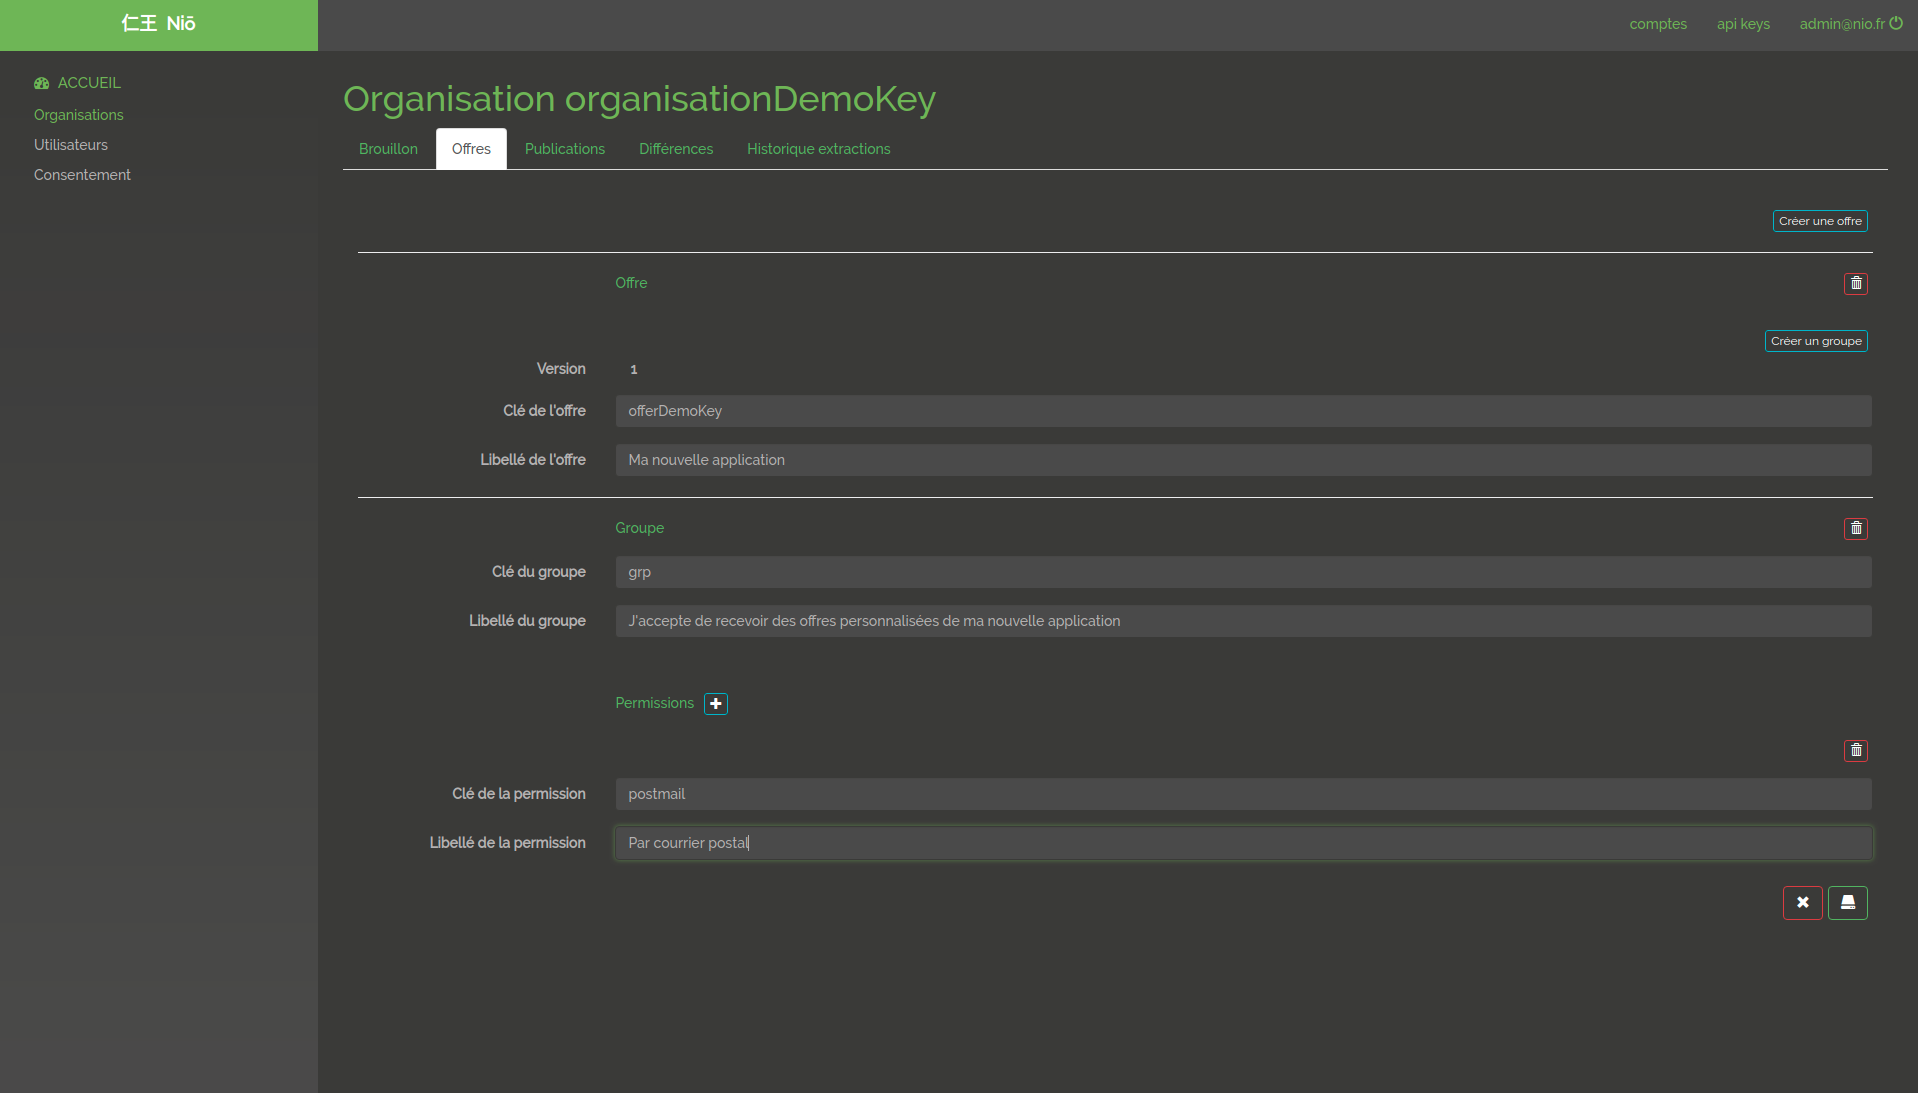 仁王 Niō
comptes api keys admin@nio.fr
ACCUEIL
Organisations
Utilisateurs
Consentement
Organisation organisationDemoKey
Brouillon Offres Publications Différences Historique extractions
Créer une offre
Offre
Créer un groupe
Version 1
Clé de l'offre offerDemoKey
Libellé de l'offre Ma nouvelle application
Groupe
Clé du groupe grp
Libellé du groupe J'accepte de recevoir des offres personnalisées de ma nouvelle application
Permissions
Clé de la permission postmail
Libellé de la permission Par courrier postal